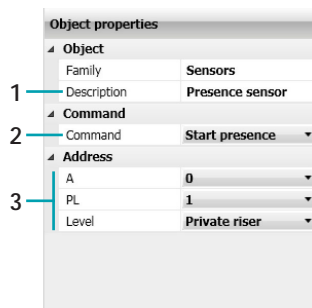 Object properties
Object
Family Sensors
1 Description Presence sensor
Command
2 Command Start presence
Address
A 0
3 PL 1
Level Private riser